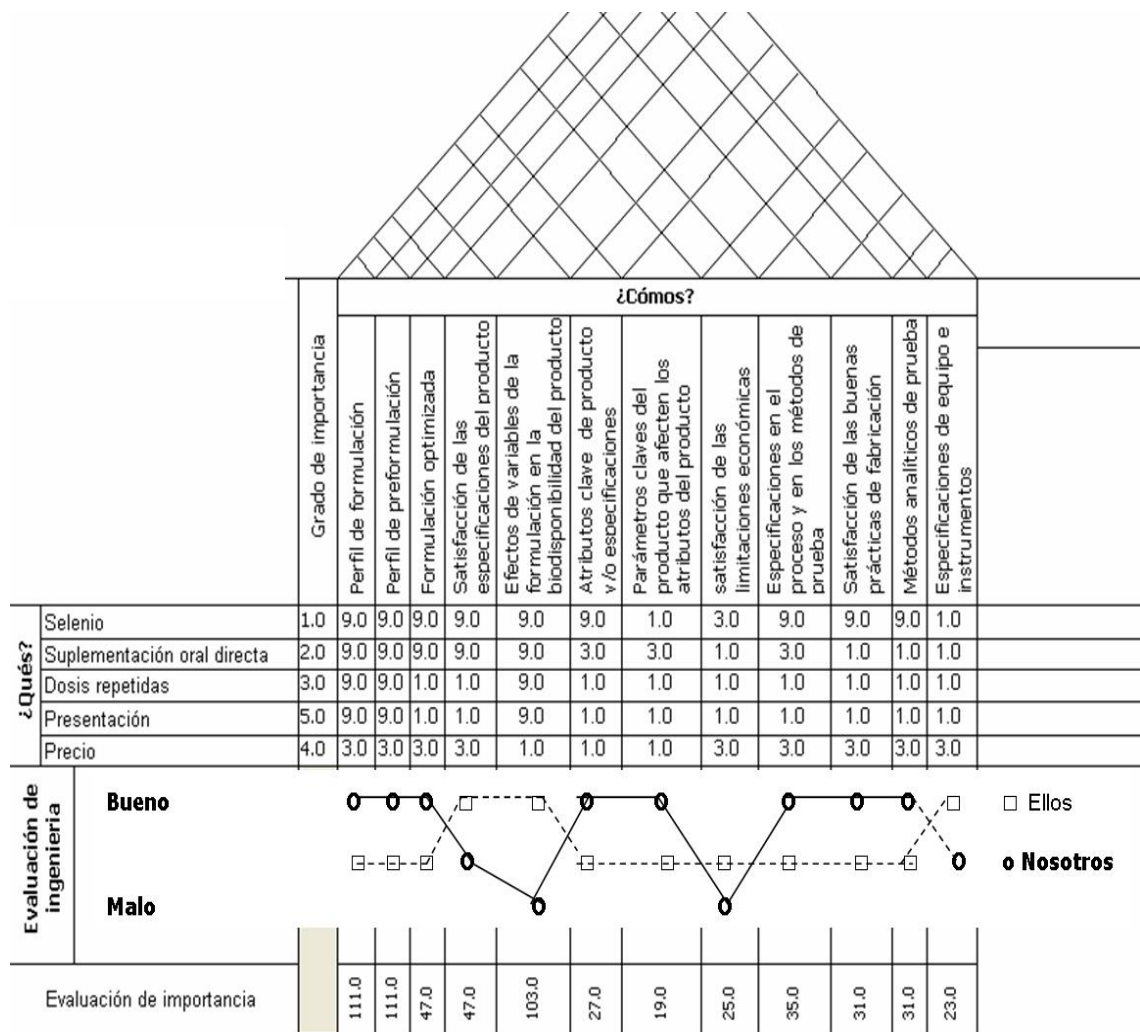 ¿Cómos?
Grado de importancia
Perfil de formulación
Perfil de preformulación
Formulación optimizada
Satisfacción de las
especificaciones del producto
Efectos de variables de la
formulación en la
biodisponibilidad del producto
Atributos clave de producto
v/o especificaciones
Parámetros claves del
producto que afecten los
atributos del producto
satisfacción de las
limitaciones económicas
Especificaciones en el
proceso y en los métodos de
prueba
Satisfacción de las buenas
prácticas de fabricación
Métodos analíticos de prueba
Especificaciones de equipo e
instrumentos
¿Qués?
Selenio 1.0 9.0 9.0 9.0 9.0 9.0 9.0 1.0 3.0 9.0 9.0 9.0 1.0
Suplementación oral directa 2.0 9.0 9.0 9.0 9.0 9.0 3.0 3.0 1.0 3.0 1.0 1.0 1.0
Dosis repetidas 3.0 9.0 9.0 1.0 1.0 9.0 1.0 1.0 1.0 1.0 1.0 1.0 1.0
Presentación 5.0 9.0 9.0 1.0 1.0 9.0 1.0 1.0 1.0 1.0 1.0 1.0 1.0
Precio 4.0 3.0 3.0 3.0 3.0 1.0 1.0 1.0 3.0 3.0 3.0 3.0 3.0
Evaluación de
ingenieria
Bueno
Ellos
Nosotros
Malo
Evaluación de importancia 111.0 111.0 47.0 47.0 103.0 27.0 19.0 25.0 35.0 31.0 31.0 23.0